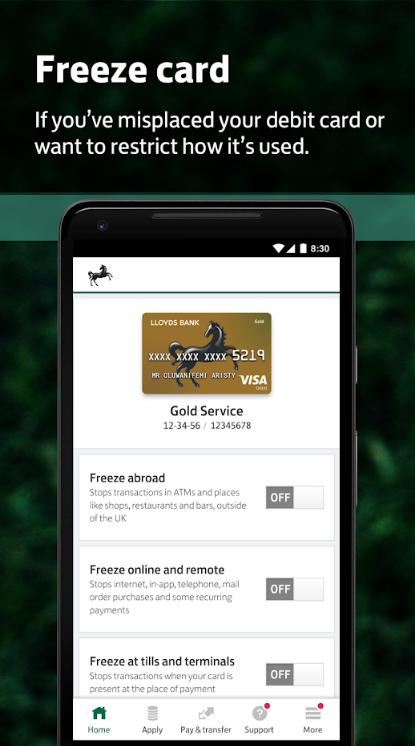 Freeze card
If you've misplaced your debit card or
want to restrict how it's used.
8:30
LLOYDS BANK
Gold
XXXX XXXX XXXX 5219
MR OLUWANIFEMI ARISTY
VISA
Debit
Gold Service
12-34-56 / 12345678
Freeze abroad
Stops transactions in ATMs and places
like shops, restaurants and bars, outside
of the UK
OFF
Freeze online and remote
Stops internet, in-app, telephone, mail
order purchases and some recurring
payments
OFF
Freeze at tills and terminals
Stops transactions when your card is
present at the place of payment
OFF
Home
Apply
Pay & transfer
?
Support
More